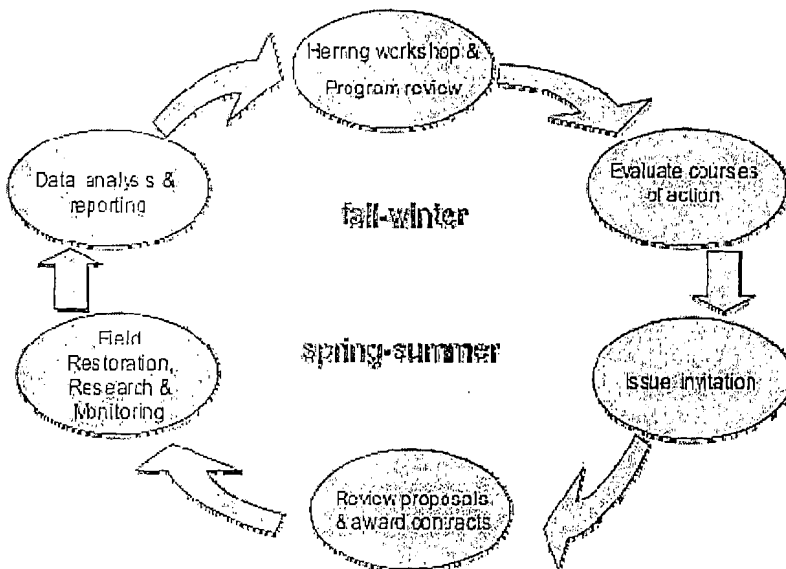 Herring workshop &
Program review
Evaluate courses
of action
Issue Invitation
Review proposals
& award contracts
Field
Restoration,
Research &
Monitoring
Data analysis &
reporting
fall-winter
spring-summer